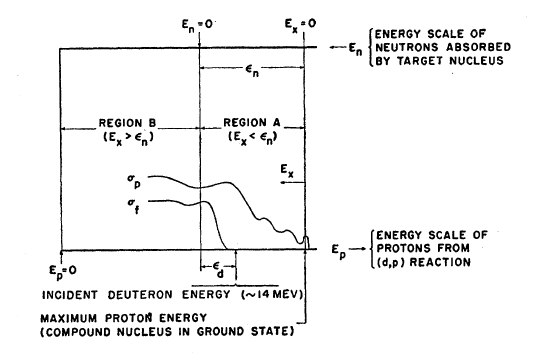 Eₙ=0
Eₓ=0
Eₙ
ENERGY SCALE OF
NEUTRONS ABSORBED
BY TARGET NUCLEUS
εₙ
REGION B
(Eₓ > εₙ)
REGION A
(Eₓ < εₙ)
Eₓ
σₚ
σf
Eₚ
ENERGY SCALE OF
PROTONS FROM
(d,p) REACTION
Eₚ=0
εd
INCIDENT DEUTERON ENERGY (~14 MEV)
MAXIMUM PROTON ENERGY
(COMPOUND NUCLEUS IN GROUND STATE)